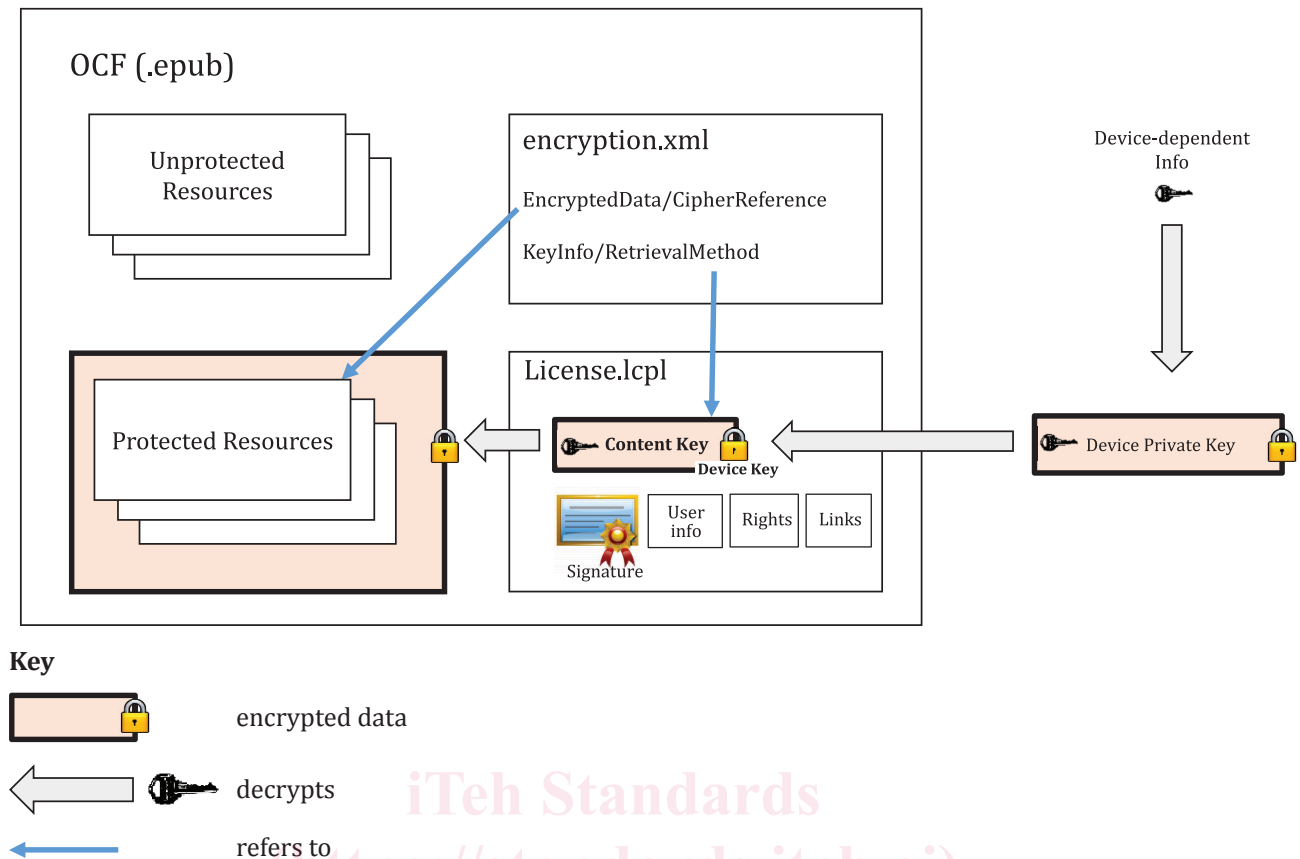 OCF (.epub)
Unprotected
Resources
encryption.xml
EncryptedData/CipherReference
KeyInfo/RetrievalMethod
Device-dependent
Info
Protected Resources
License.lcpl
Content Key
Device Key
Device Private Key
Signature
User
info
Rights
Links
Key
encrypted data
decrypts
refers to
iTeh Standards